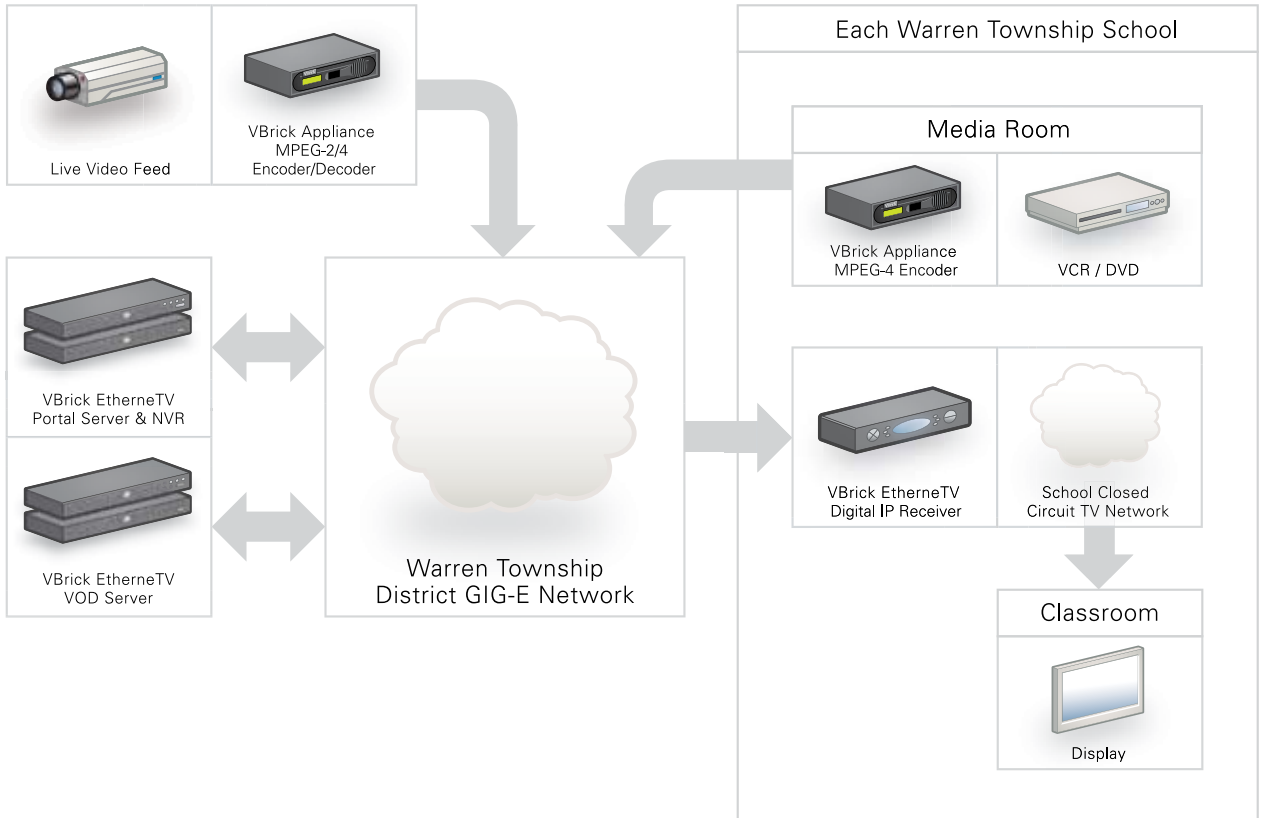 Live Video Feed
VBrick Appliance
MPEG-2/4
Encoder/Decoder
VBrick EtherneTV
Portal Server & NVR
VBrick EtherneTV
VOD Server
Warren Township
District GIG-E Network
Each Warren Township School
Media Room
VBrick Appliance
MPEG-4 Encoder
VCR / DVD
VBrick EtherneTV
Digital IP Receiver
School Closed
Circuit TV Network
Classroom
Display